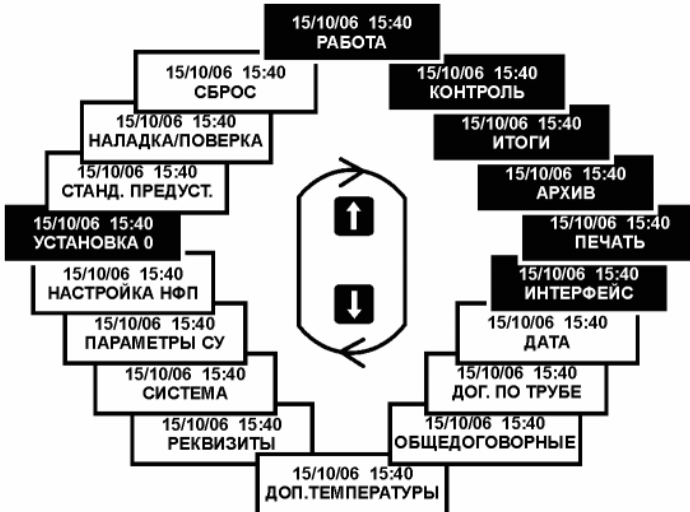 15/10/06 15:40
РАБОТА
15/10/06 15:40
КОНТРОЛЬ
15/10/06 15:40
ИТОГИ
15/10/06 15:40
АРХИВ
15/10/06 15:40
ПЕЧАТЬ
15/10/06 15:40
ИНТЕРФЕЙС
15/10/06 15:40
ДАТА
15/10/06 15:40
ДОГ. ПО ТРУБЕ
15/10/06 15:40
ОБЩЕДОГОВОРНЫЕ
15/10/06 15:40
ДОП.ТЕМПЕРАТУРЫ
15/10/06 15:40
РЕКВИЗИТЫ
15/10/06 15:40
СИСТЕМА
15/10/06 15:40
ПАРАМЕТРЫ СУ
15/10/06 15:40
НАСТРОЙКА НФП
15/10/06 15:40
УСТАНОВКА 0
15/10/06 15:40
СТАНД. ПРЕДУСТ.
15/10/06 15:40
НАЛАДКА/ПОВЕРКА
15/10/06 15:40
СБРОС